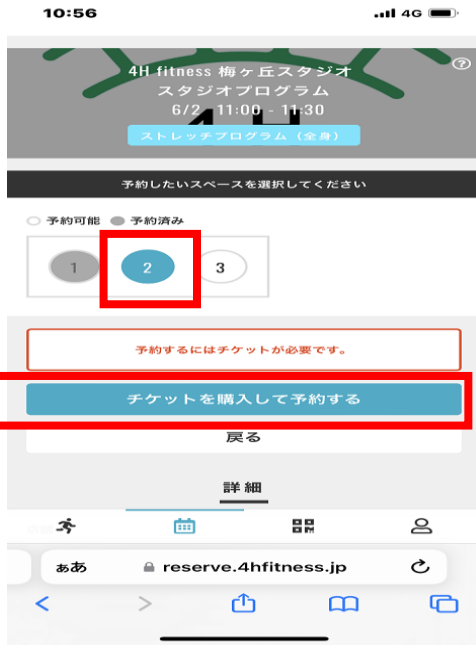 10:56
4G
4H fitness 梅ヶ丘スタジオ
スタジオプログラム
6/2 11:00 - 11:30
ストレッチプログラム（全身）
予約したいスペースを選択してください
予約可能 予約済み
1 2 3
予約するにはチケットが必要です。
チケットを購入して予約する
戻る
詳細
ぁあ reserve.4hfitness.jp